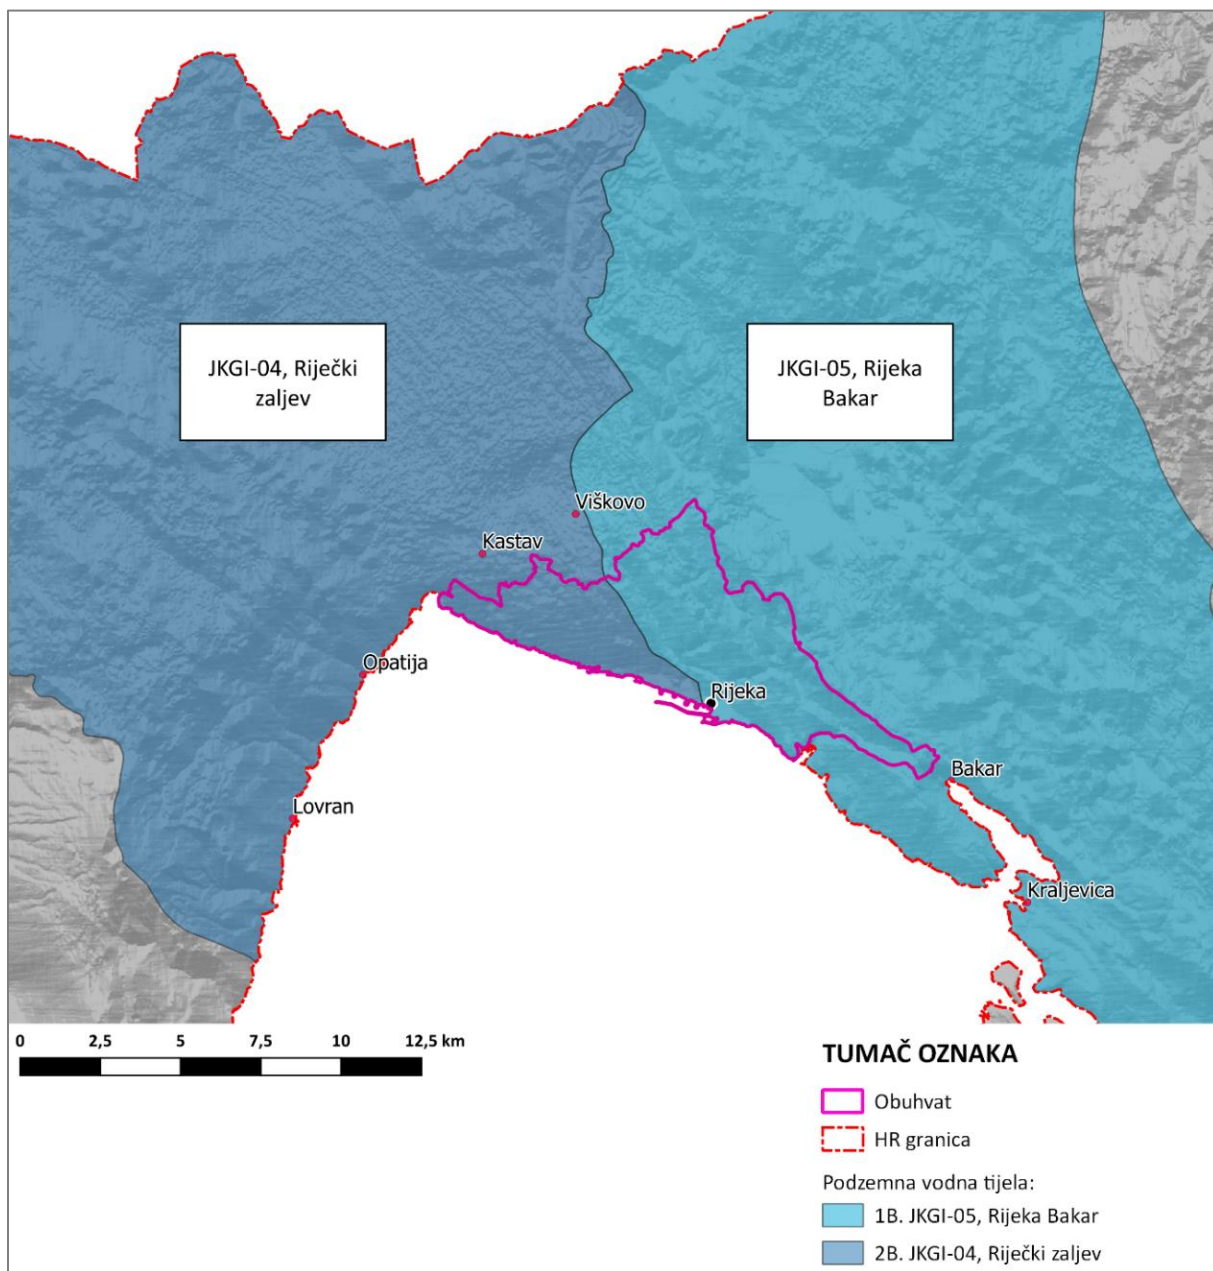 JKGI-04, Riječki
zaljev
JKGI-05, Rijeka
Bakar
Viškovo
Kastav
Opatija
Rijeka
Bakar
Lovran
Kraljevica
0 2,5 5 7,5 10 12,5 km
TUMAČ OZNAKA
Obuhvat
HR granica
Podzemna vodna tijela:
1B. JKGI-05, Rijeka Bakar
2B. JKGI-04, Riječki zaljev